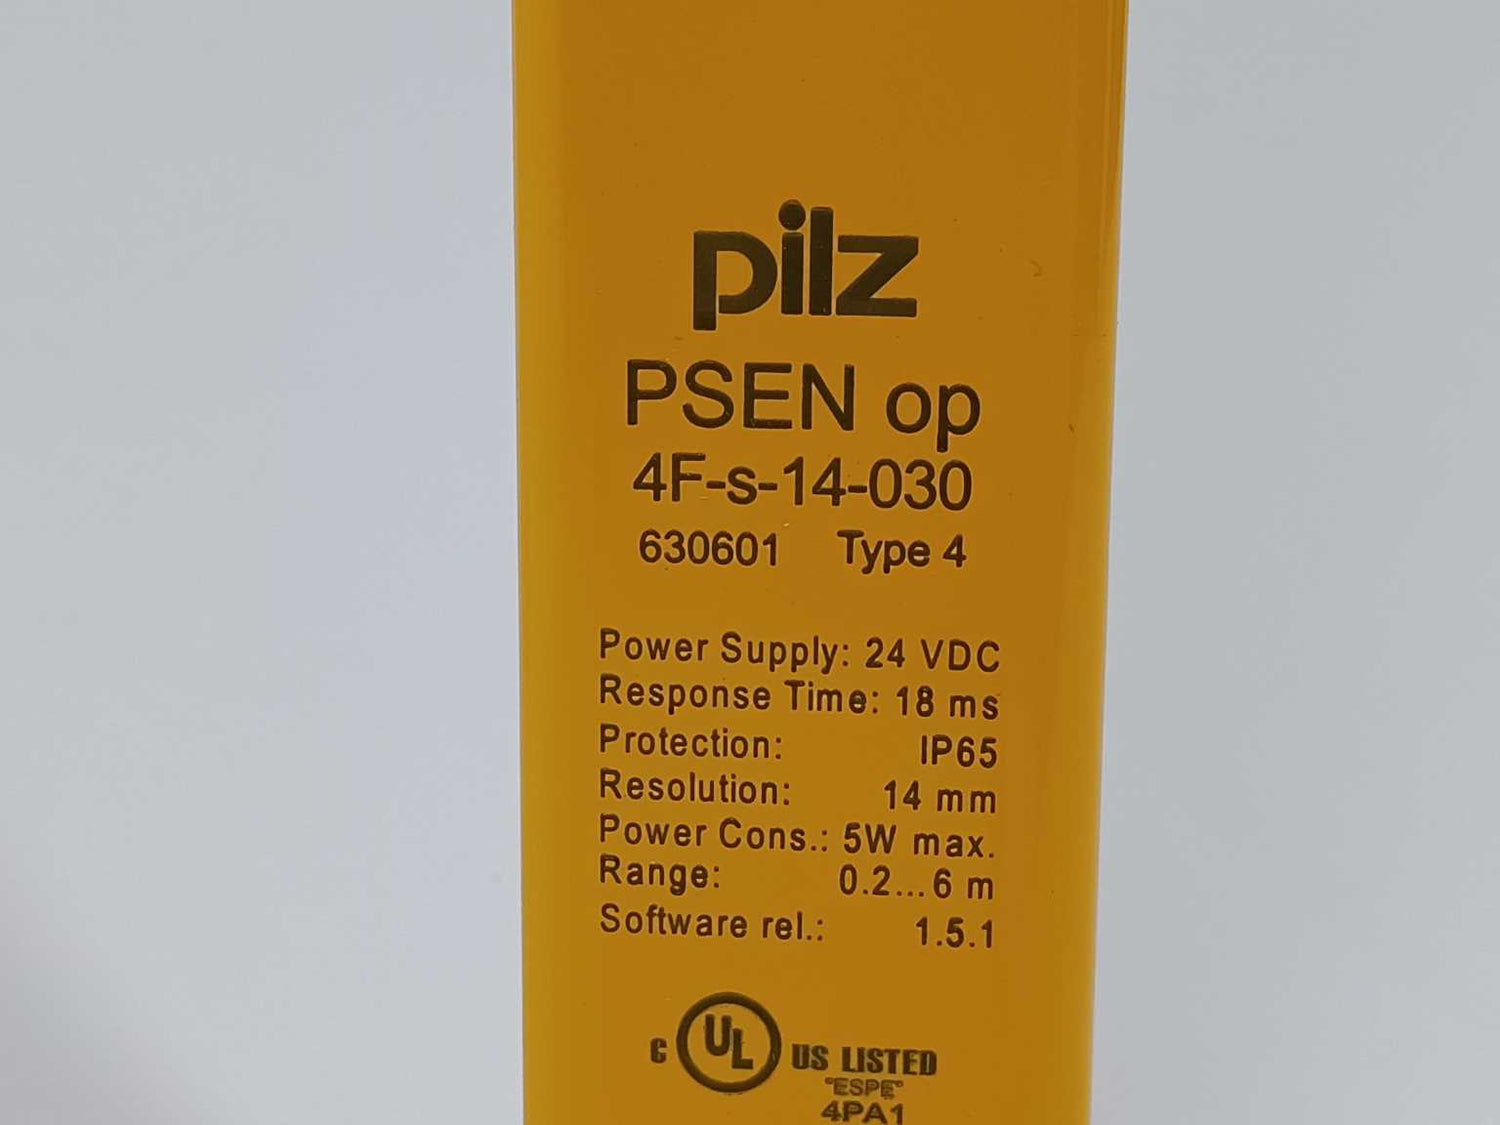 pilz
PSEN op
4F-s-14-030
630601 Type 4
Power Supply: 24 VDC
Response Time: 18 ms
Protection: IP65
Resolution: 14 mm
Power Cons.: 5W max.
Range: 0.2...6 m
Software rel.: 1.5.1
C UL US LISTED
"ESPE"
4PA1